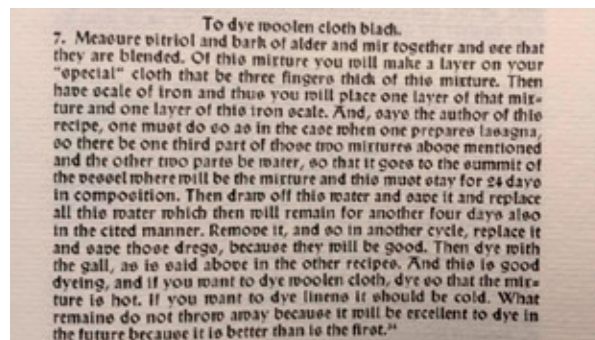 To dye woolen cloth black.
7. Measure vitriol and bark of alder and mix together and see that
they are blended. Of this mixture you will make a layer on your
"special" cloth that be three fingers thick of this mixture. Then
have scale of iron and thus you will place one layer of that mix-
ture and one layer of this iron scale. And, says the author of this
recipe, one must do so as in the case when one prepares lasagna,
so there be one third part of those two mixtures above mentioned
and the other two parts be water, so that it goes to the summit of
the vessel where will be the mixture and this must stay for 24 days
in composition. Then draw off this water and save it and replace
all this water which then will remain for another four days also
in the cited manner. Remove it, and so in another cycle, replace it
and save those dregs, because they will be good. Then dye with
the gall, as is said above in the other recipes. And this is good
dyeing, and if you want to dye woolen cloth, dye so that the mix-
ture is hot. If you want to dye linens it should be cold. What
remains do not throw away because it will be excellent to dye in
the future because it is better than is the first.